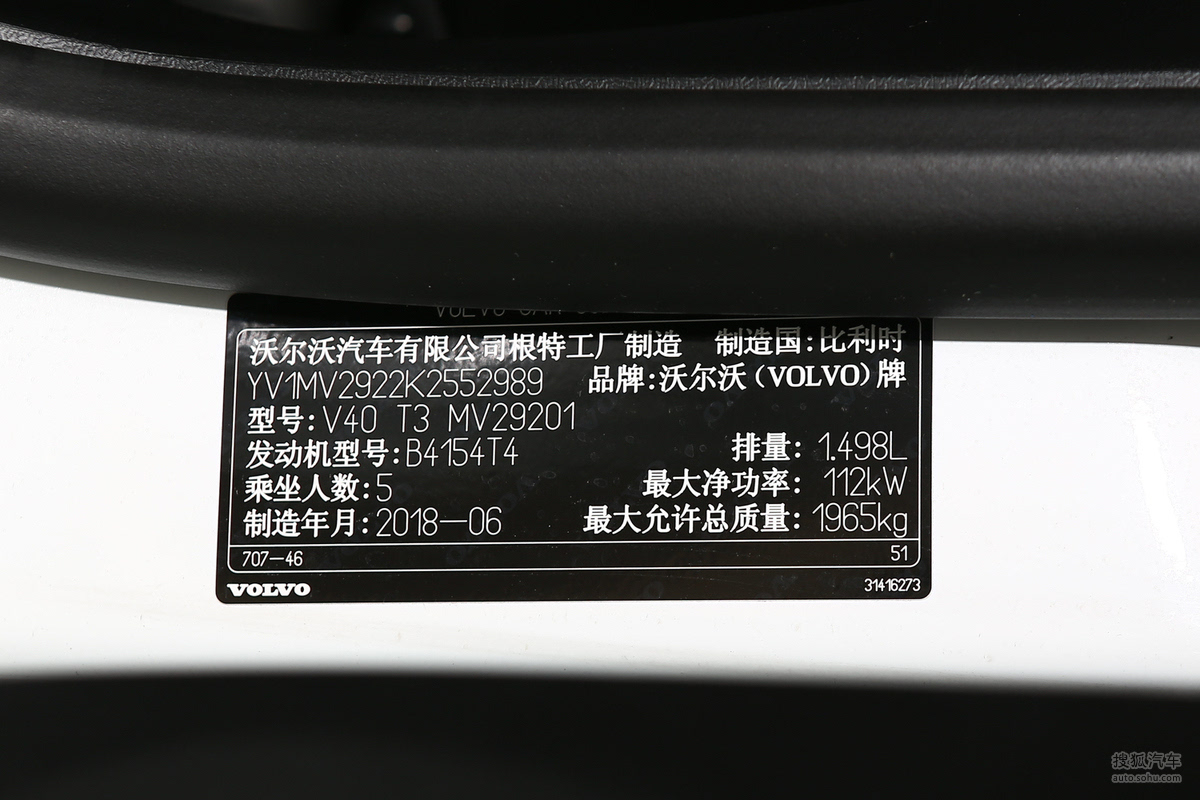 沃尔沃汽车有限公司根特工厂制造 制造国:比利时
YV1MV2922K2552989 品牌:沃尔沃(VOLVO)牌
型号:V40 T3 MV29201
发动机型号:B4154T4 排量: 1.498L
乘坐人数:5 最大净功率: 112kW
制造年月:2018-06 最大允许总质量: 1965kg
707-46 51
VOLVO 31416273
搜狐汽车
auto.sohu.com